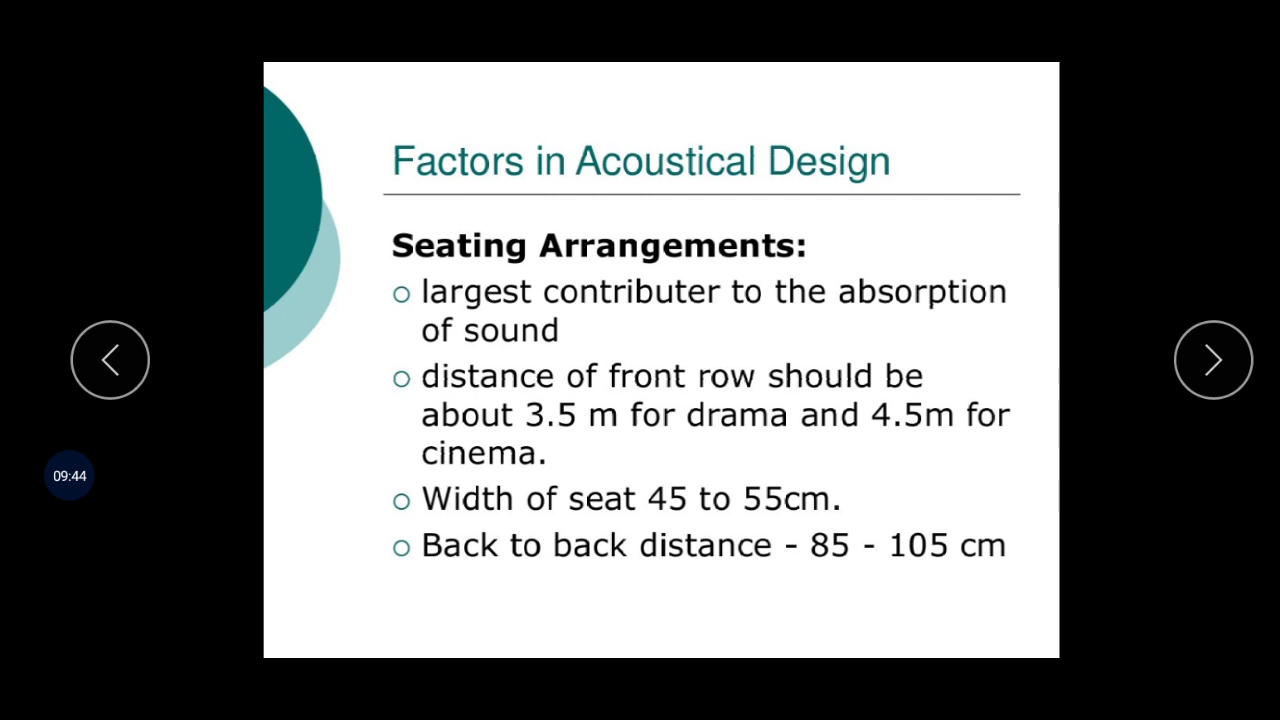 Factors in Acoustical Design
Seating Arrangements:
largest contributer to the absorption
of sound
distance of front row should be
about 3.5 m for drama and 4.5m for
cinema.
Width of seat 45 to 55cm.
Back to back distance - 85 - 105 cm
09:44